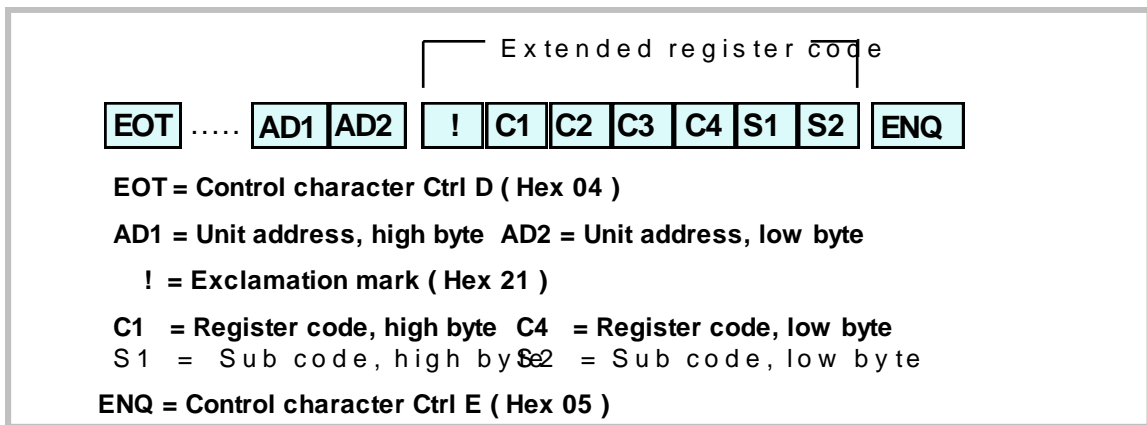 Extended register code
EOT ..... AD1 AD2 ! C1 C2 C3 C4 S1 S2 ENQ
EOT = Control character Ctrl D ( Hex 04 )
AD1 = Unit address, high byte AD2 = Unit address, low byte
! = Exclamation mark ( Hex 21 )
C1 = Register code, high byte C4 = Register code, low byte
S1 = Sub code, high byte S2 = Sub code, low byte
ENQ = Control character Ctrl E ( Hex 05 )